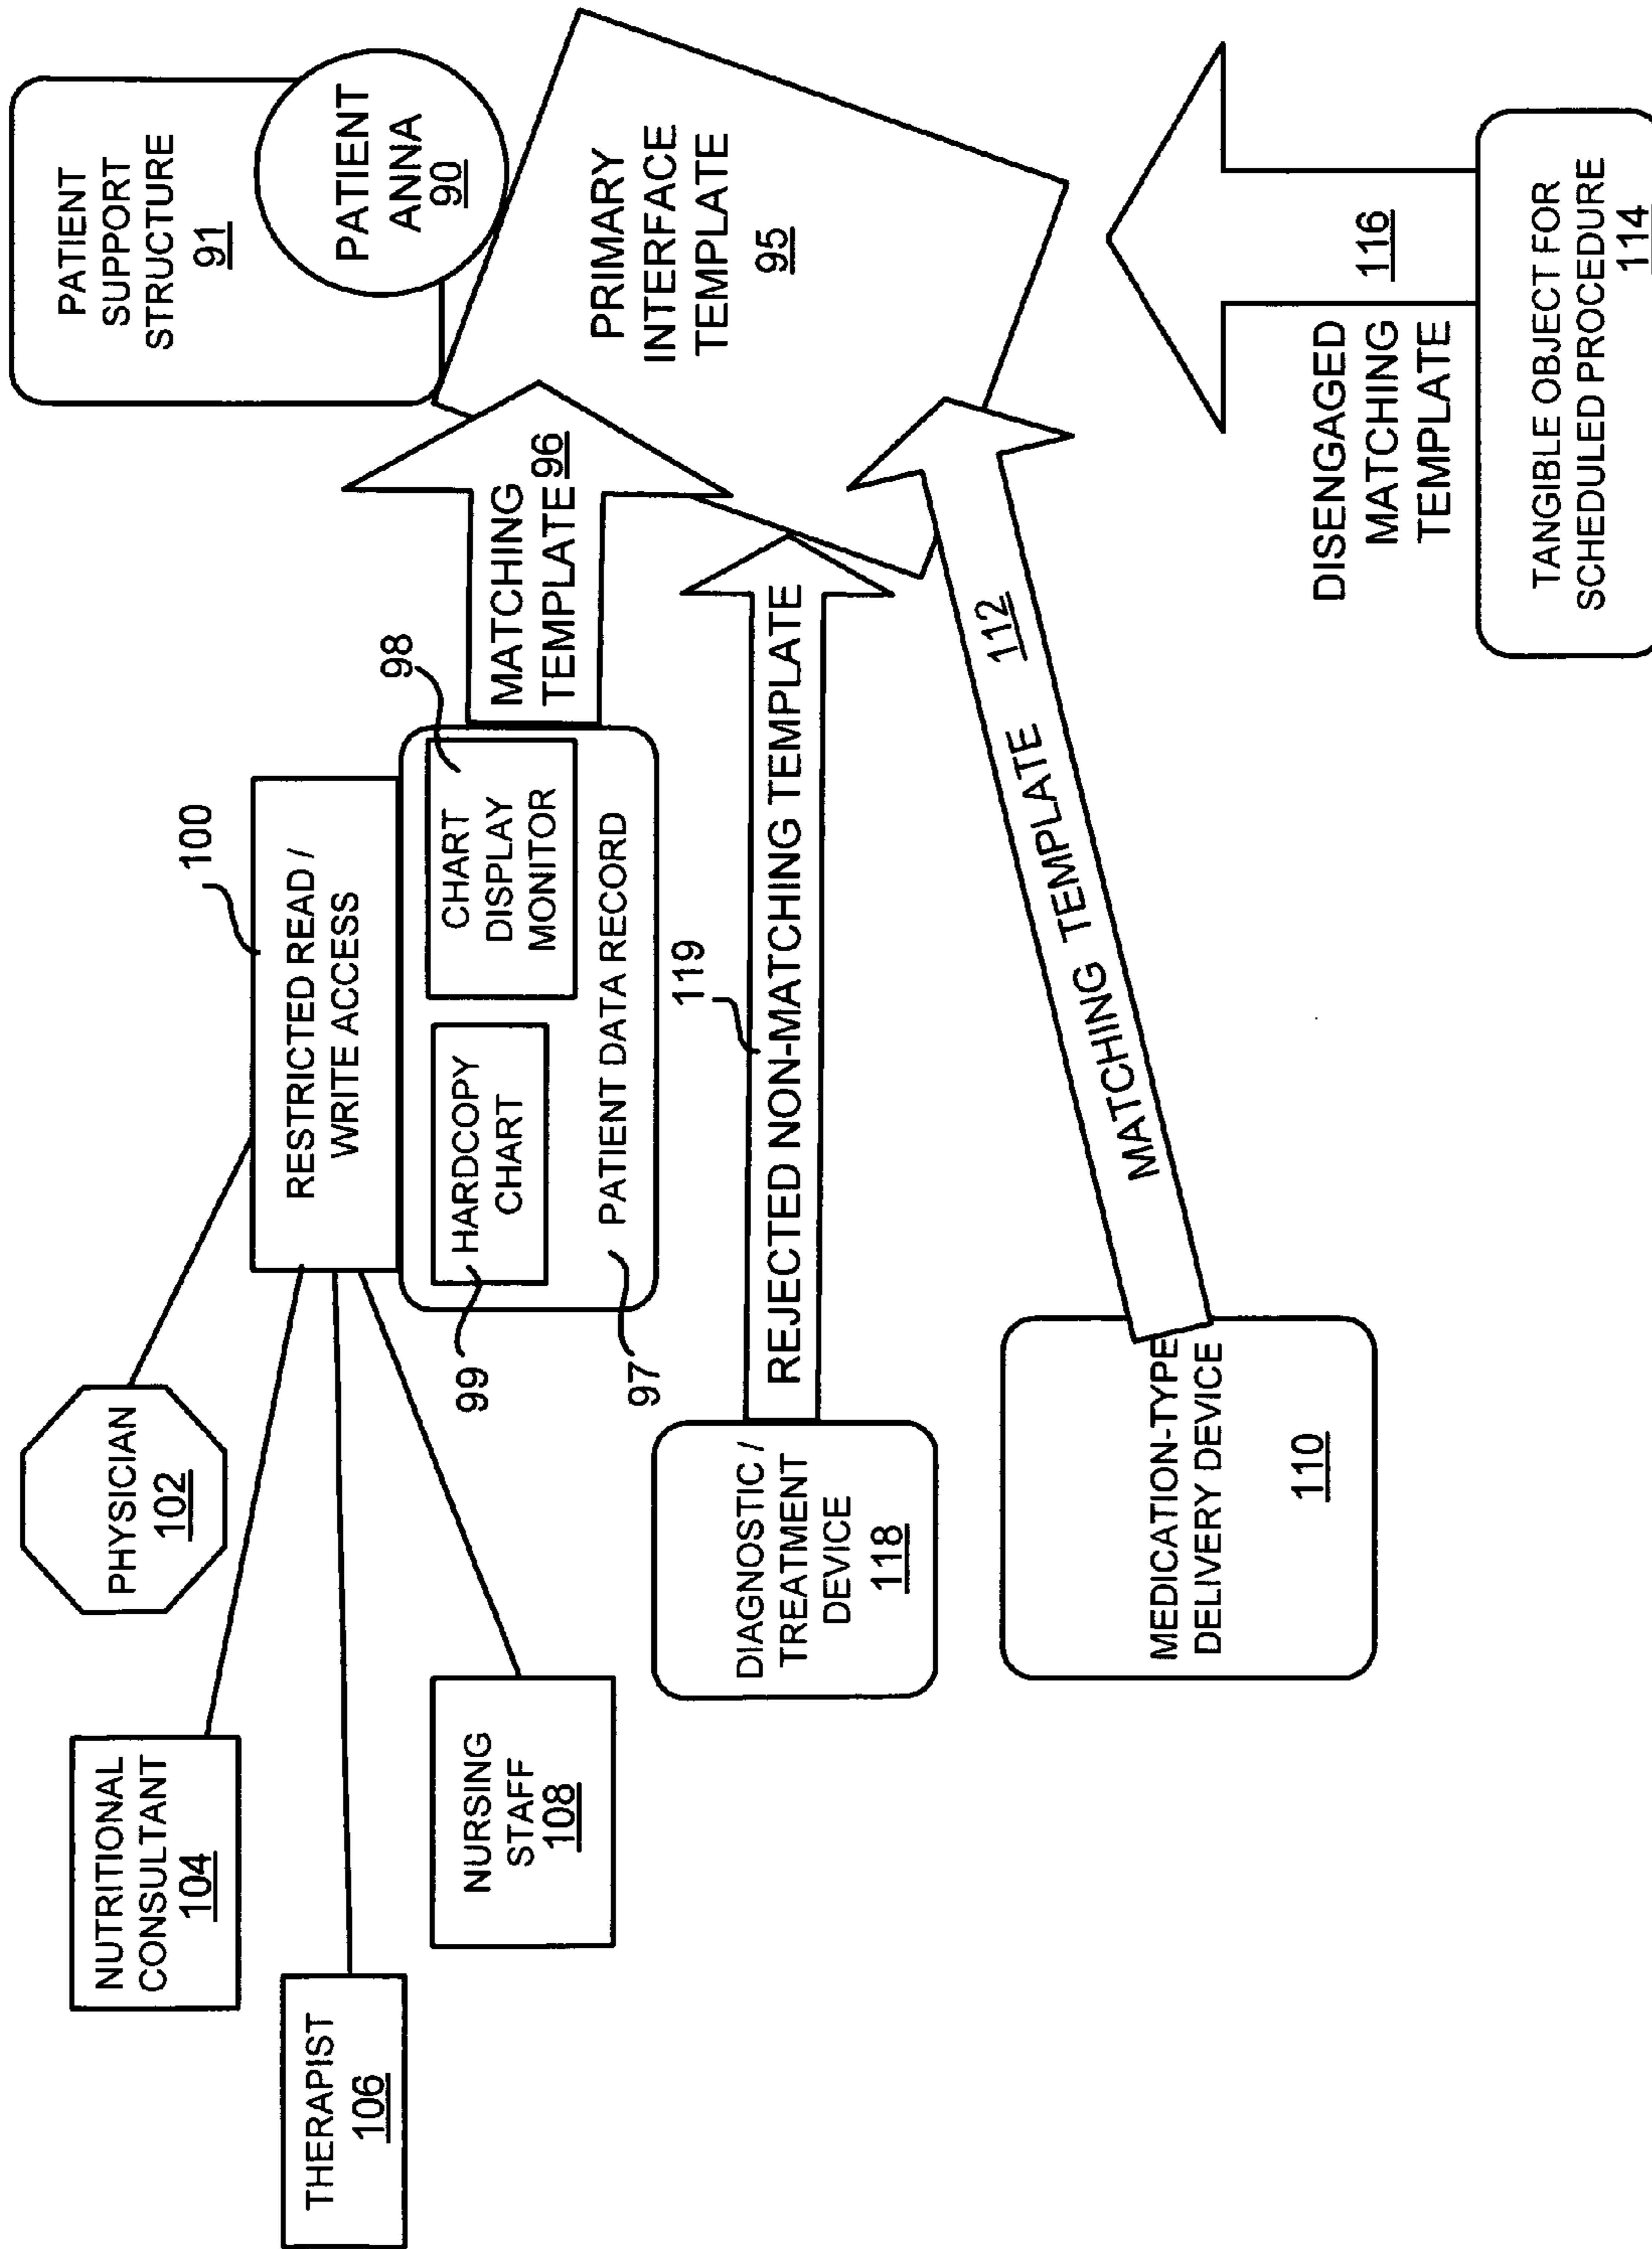 PHYSICIAN
102
NUTRITIONAL
CONSULTANT
104
THERAPIST
106
NURSING
STAFF
108
100
RESTRICTED READ /
WRITE ACCESS
99
HARDCOPY
CHART
98
CHART
DISPLAY
MONITOR
97
PATIENT DATA RECORD
MATCHING
TEMPLATE 96
PATIENT
SUPPORT
STRUCTURE
91
PATIENT
ANNA
90
PRIMARY
INTERFACE
TEMPLATE
95
DIAGNOSTIC /
TREATMENT
DEVICE
118
119
REJECTED NON-MATCHING TEMPLATE
MEDICATION-TYPE
DELIVERY DEVICE
110
MATCHING TEMPLATE 112
DISENGAGED
MATCHING
TEMPLATE
116
TANGIBLE OBJECT FOR
SCHEDULED PROCEDURE
114